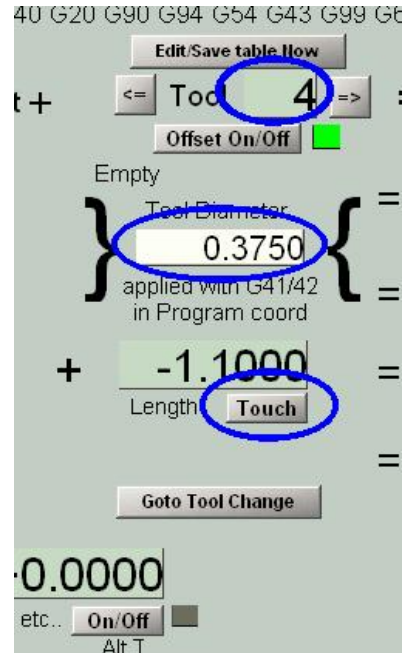 40 G20 G90 G94 G54 G43 G99 G6
Edit/Save table Now
t + <= Tool 4 =>
Offset On/Off
Empty
} Tool Diameter { =
0.3750
applied with G41/42 =
in Program coord
+ -1.1000 =
Length Touch
=
Goto Tool Change
-0.0000
etc.. On/Off
Alt T